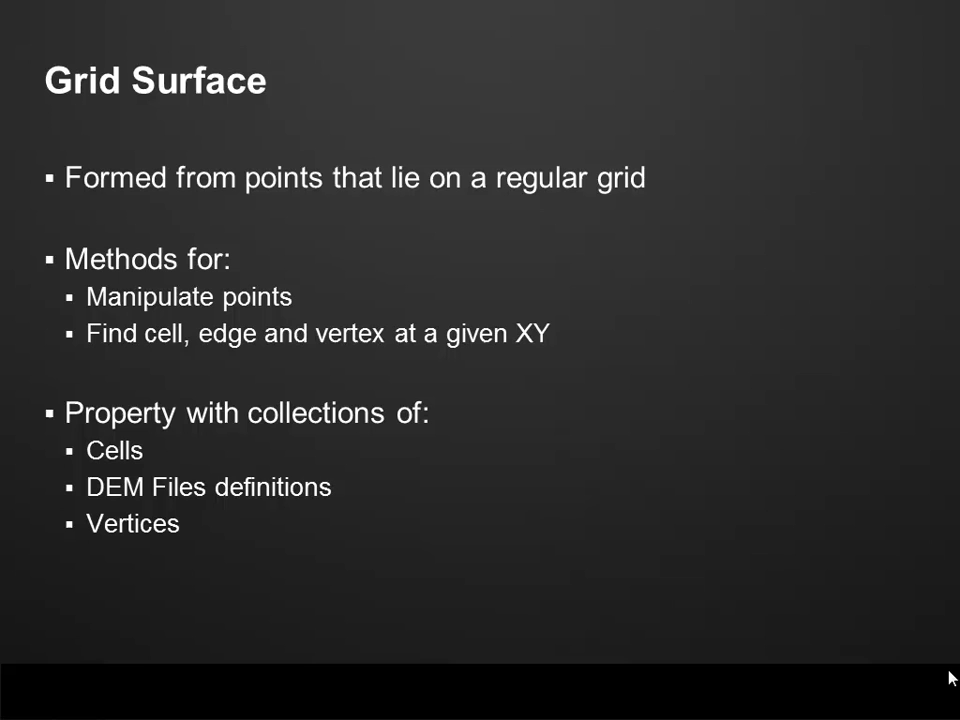 Grid Surface
▪ Formed from points that lie on a regular grid
▪ Methods for:
▪ Manipulate points
▪ Find cell, edge and vertex at a given XY
▪ Property with collections of:
▪ Cells
▪ DEM Files definitions
▪ Vertices